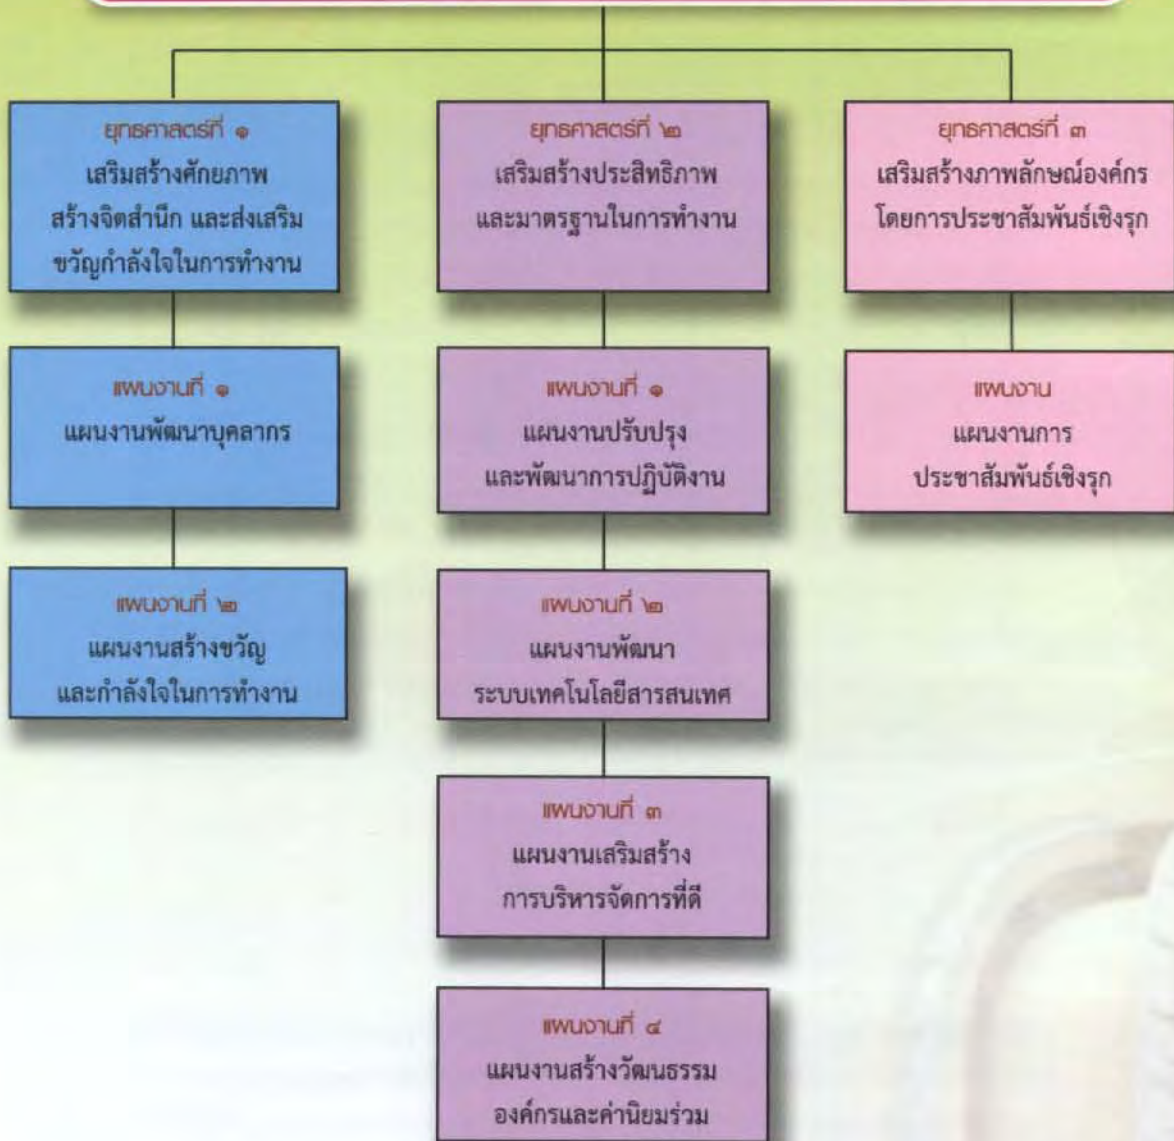 ยุทธศาสตร์ที่ ๑
เสริมสร้างศักยภาพ
สร้างจิตสำนึก และส่งเสริม
ขวัญกำลังใจในการทำงาน
แผนงานที่ ๑
แผนงานพัฒนาบุคลากร
แผนงานที่ ๒
แผนงานสร้างขวัญ
และกำลังใจในการทำงาน
ยุทธศาสตร์ที่ ๒
เสริมสร้างประสิทธิภาพ
และมาตรฐานในการทำงาน
แผนงานที่ ๑
แผนงานปรับปรุง
และพัฒนาการปฏิบัติงาน
แผนงานที่ ๒
แผนงานพัฒนา
ระบบเทคโนโลยีสารสนเทศ
แผนงานที่ ๓
แผนงานเสริมสร้าง
การบริหารจัดการที่ดี
แผนงานที่ ๔
แผนงานสร้างวัฒนธรรม
องค์กรและค่านิยมร่วม
ยุทธศาสตร์ที่ ๓
เสริมสร้างภาพลักษณ์องค์กร
โดยการประชาสัมพันธ์เชิงรุก
แผนงาน
แผนงานการ
ประชาสัมพันธ์เชิงรุก